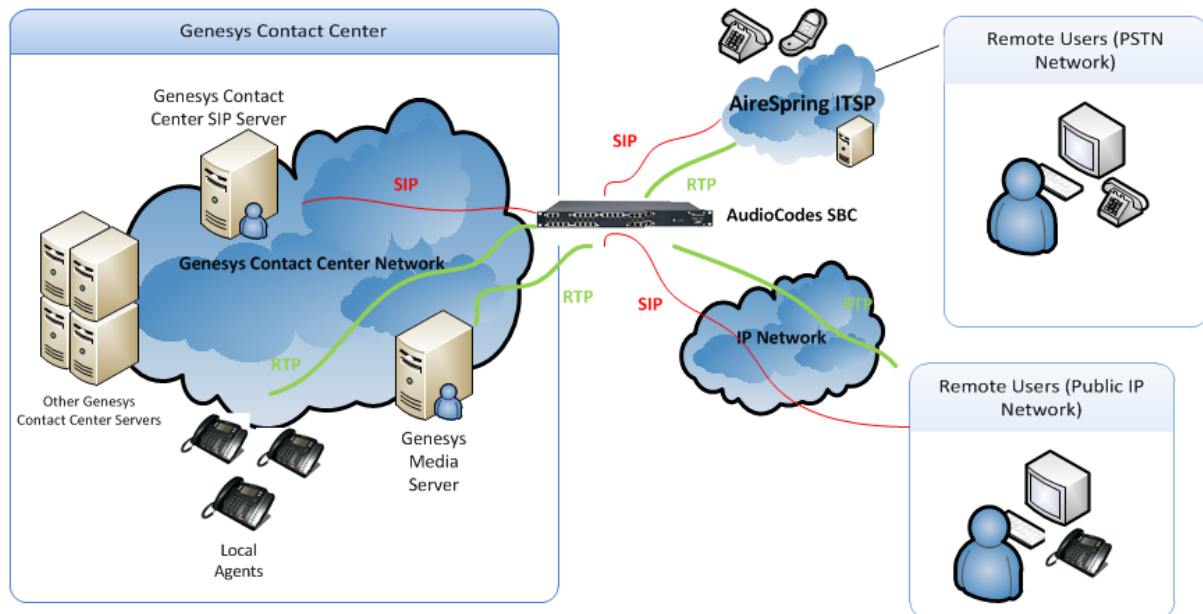 Genesys Contact Center
Genesys Contact
Center SIP Server
SIP
Genesys Contact Center Network
RTP
RTP
Other Genesys
Contact Center Servers
Genesys
Media
Server
Local
Agents
AireSpring ITSP
SIP
RTP
AudioCodes SBC
SIP
RTP
IP Network
Remote Users (PSTN
Network)
Remote Users (Public IP
Network)